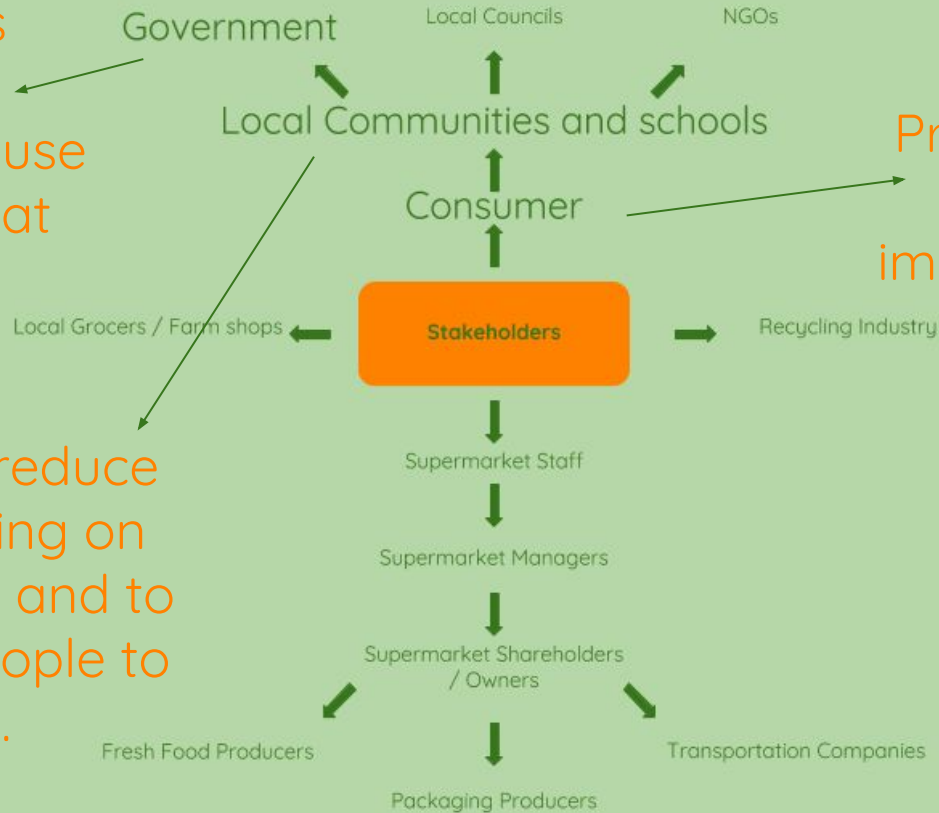 s
Government
Local Councils
NGOs
Local Communities and schools
use
at
Pr
Consumer
im
Local Grocers / Farm shops
Stakeholders
Recycling Industry
Supermarket Staff
reduce
ing on
and to
ople to
.
Supermarket Managers
Supermarket Shareholders
/ Owners
Fresh Food Producers
Transportation Companies
Packaging Producers